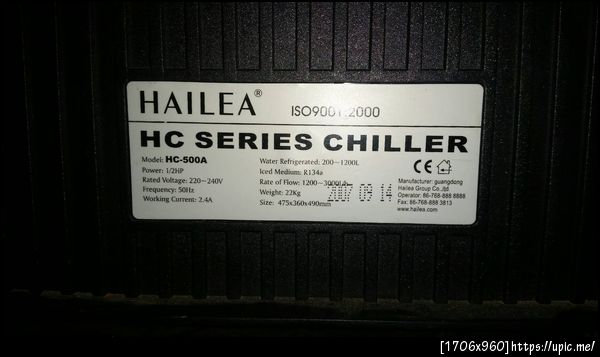 HAILEA® ISO9001:2000
HC SERIES CHILLER
Model: HC-500A
Power: 1/2HP
Rated Voltage: 220~240V
Frequency: 50Hz
Working Current: 2.4A
Water Refrigerated: 200~1200L
Iced Medium: R134a
Rate of Flow: 1200~3000L/h
Weight: 22Kg
Size: 475x360x490mm
2007 09 14
CE
Manufacturer: guangdong
Hailea Group Co.,ltd
Operator: 86-768-888 8888
Fax: 86-768-888 3813
www.hailea.com
[1706x960]https://upic.me/